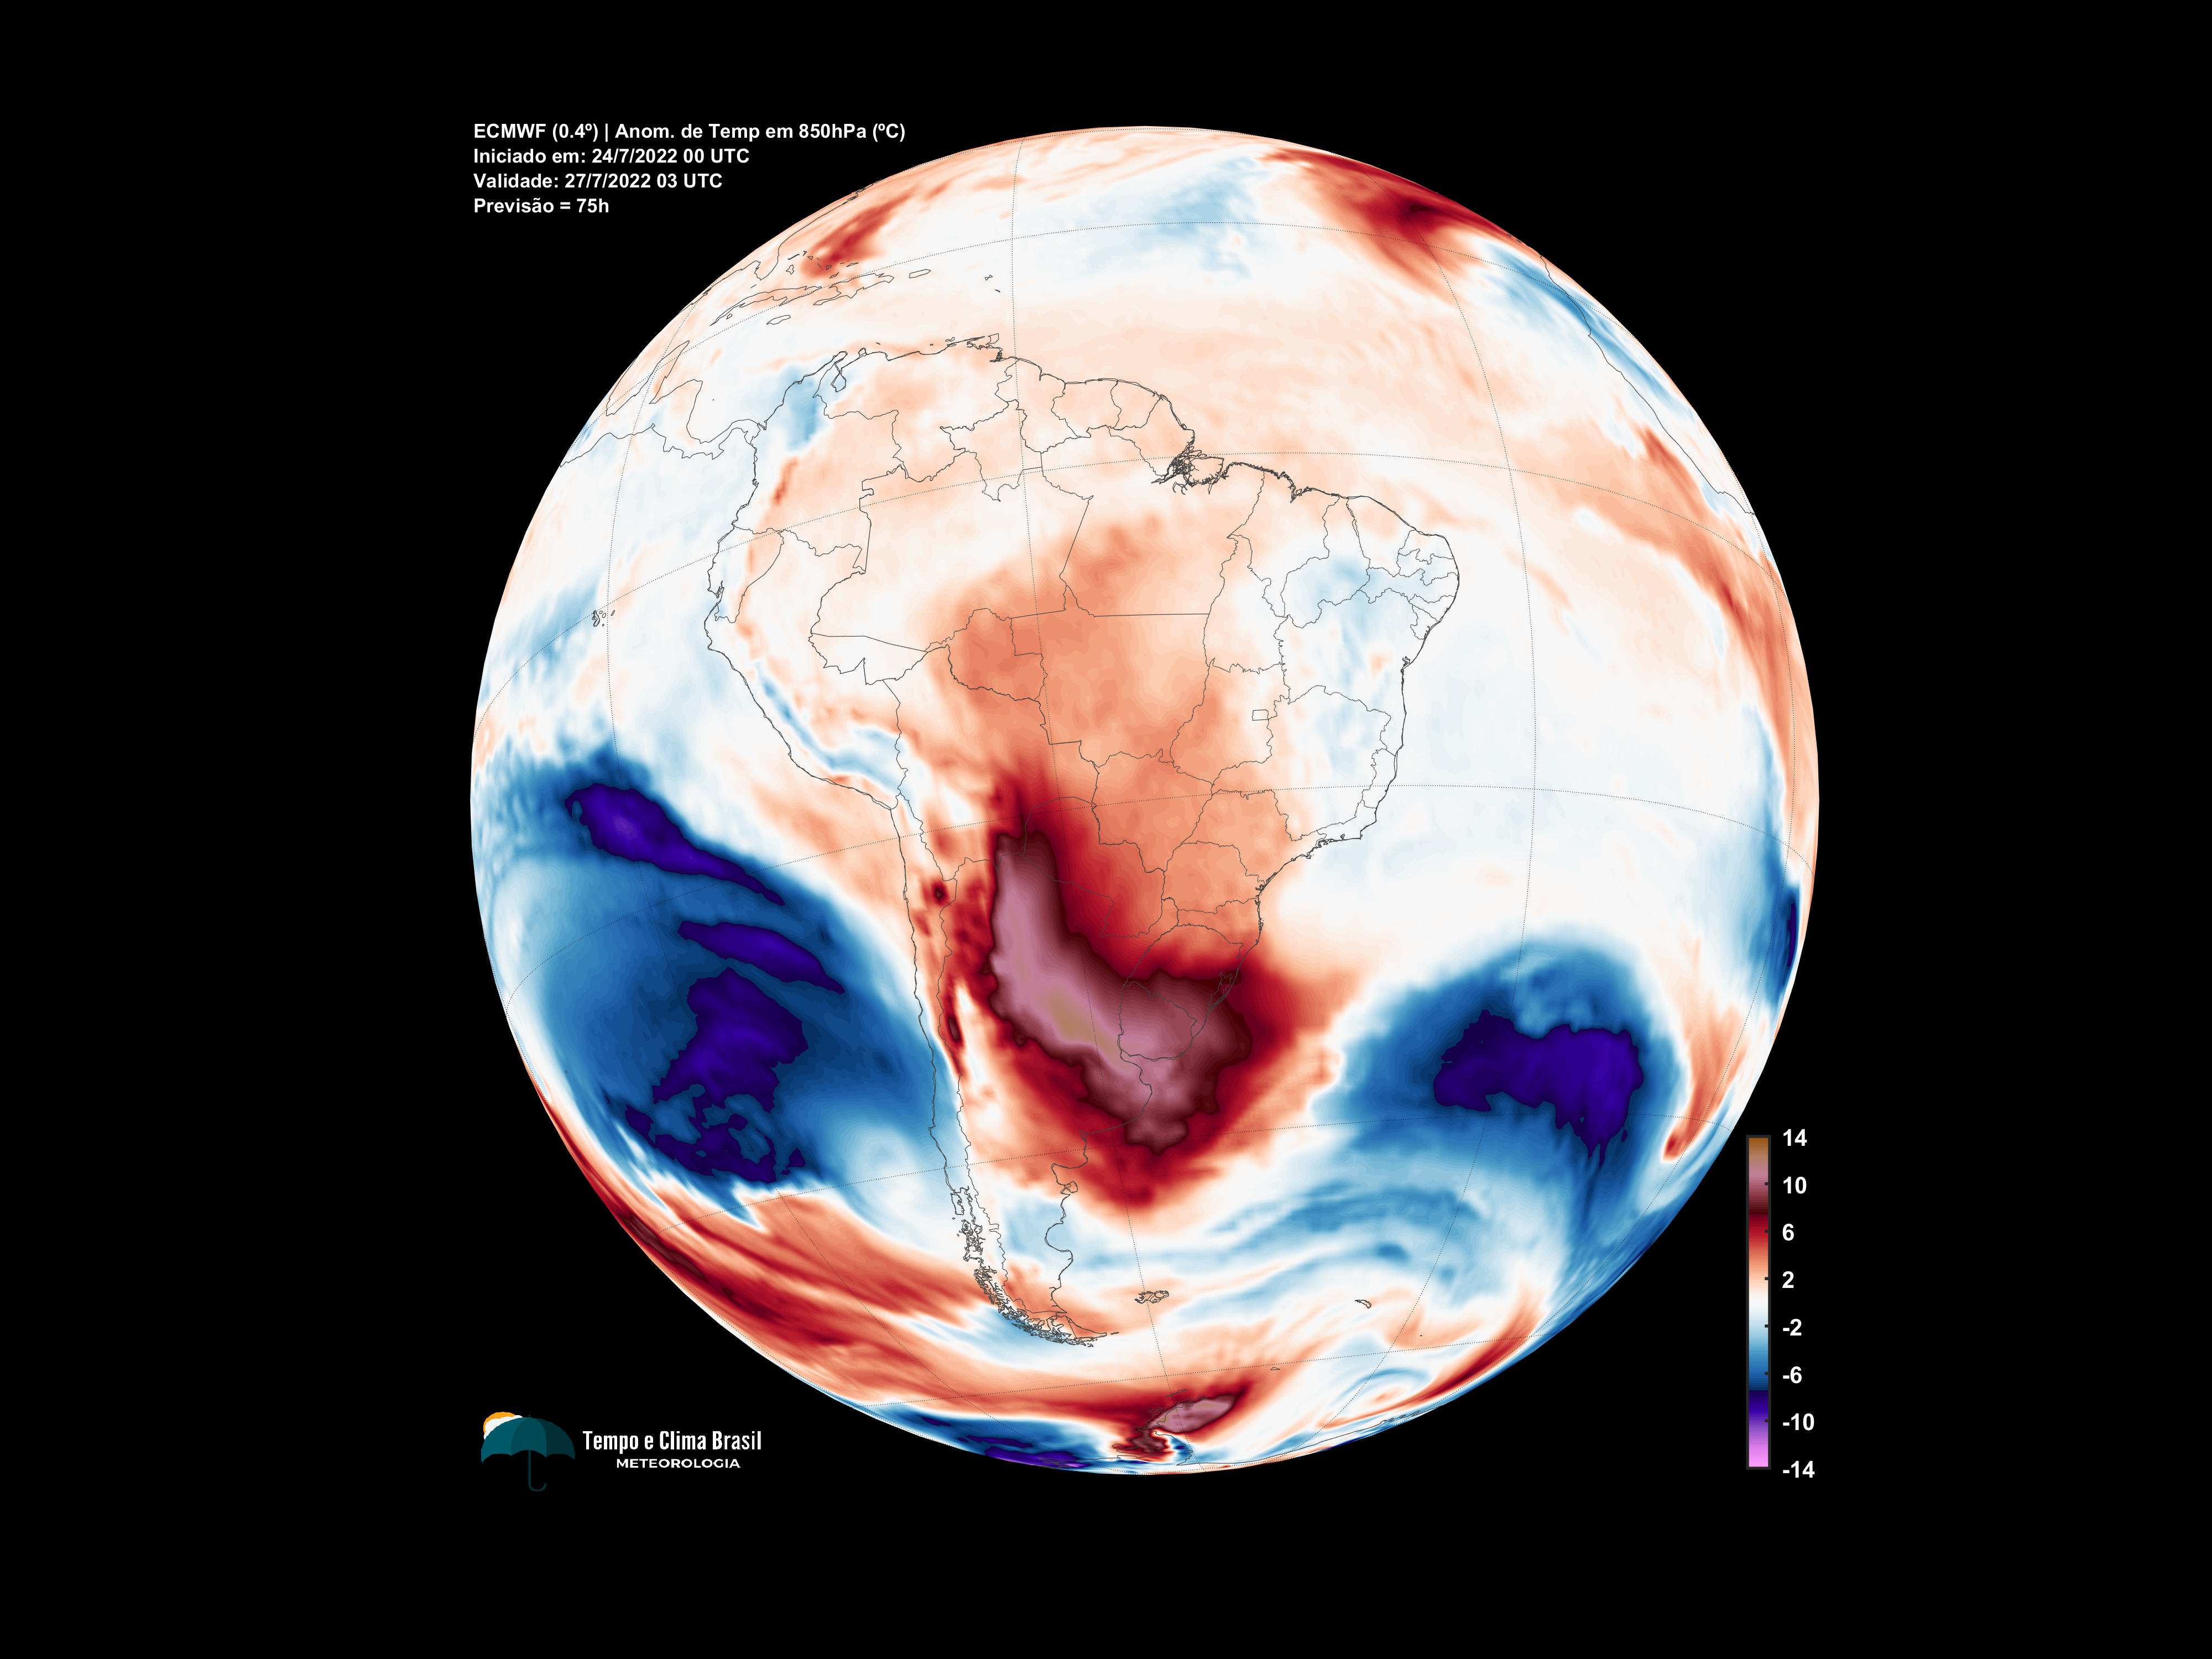 ECMWF (0.4º) | Anom. de Temp em 850hPa (ºC)
Iniciado em: 24/7/2022 00 UTC
Validade: 27/7/2022 03 UTC
Previsão = 75h
14
10
6
2
-2
-6
-10
-14
Tempo e Clima Brasil
METEOROLOGIA